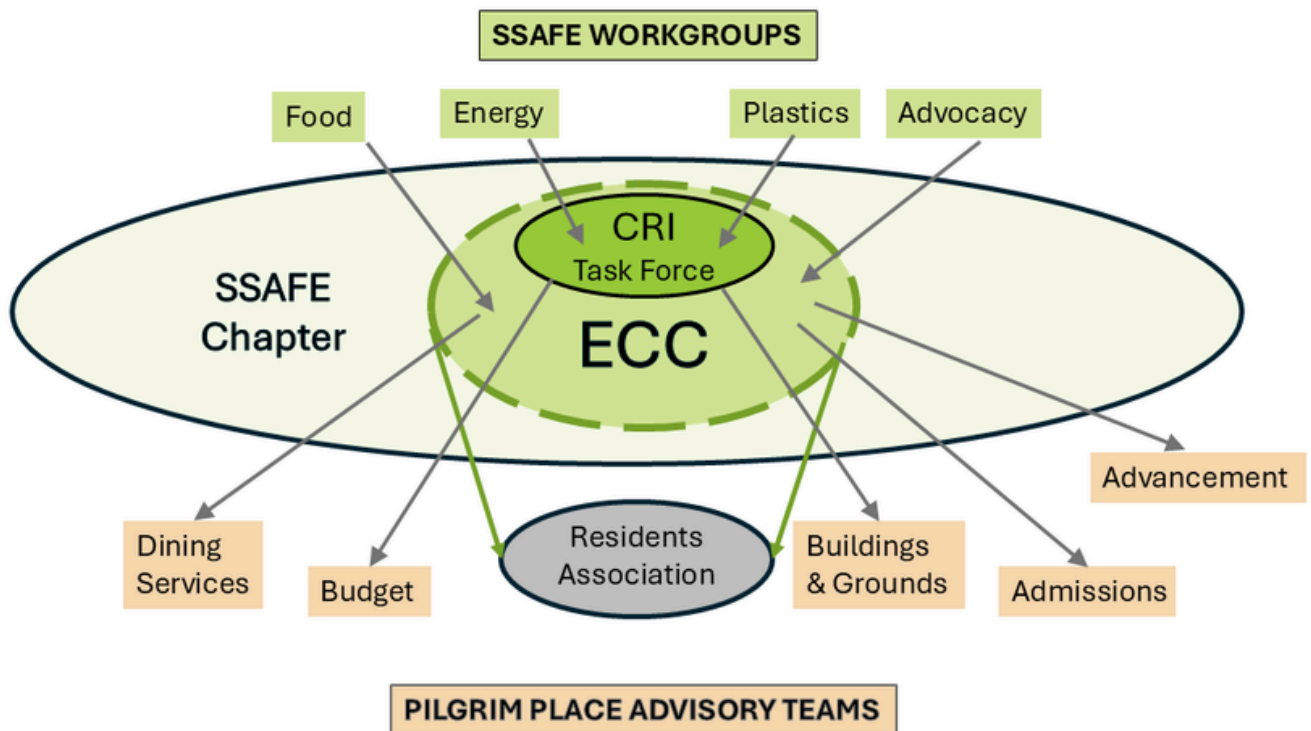 SSAFE WORKGROUPS
Food
Energy
Plastics
Advocacy
CRI
Task Force
SSAFE
Chapter
ECC
Advancement
Residents
Association
Dining
Services
Budget
Buildings
& Grounds
Admissions
PILGRIM PLACE ADVISORY TEAMS